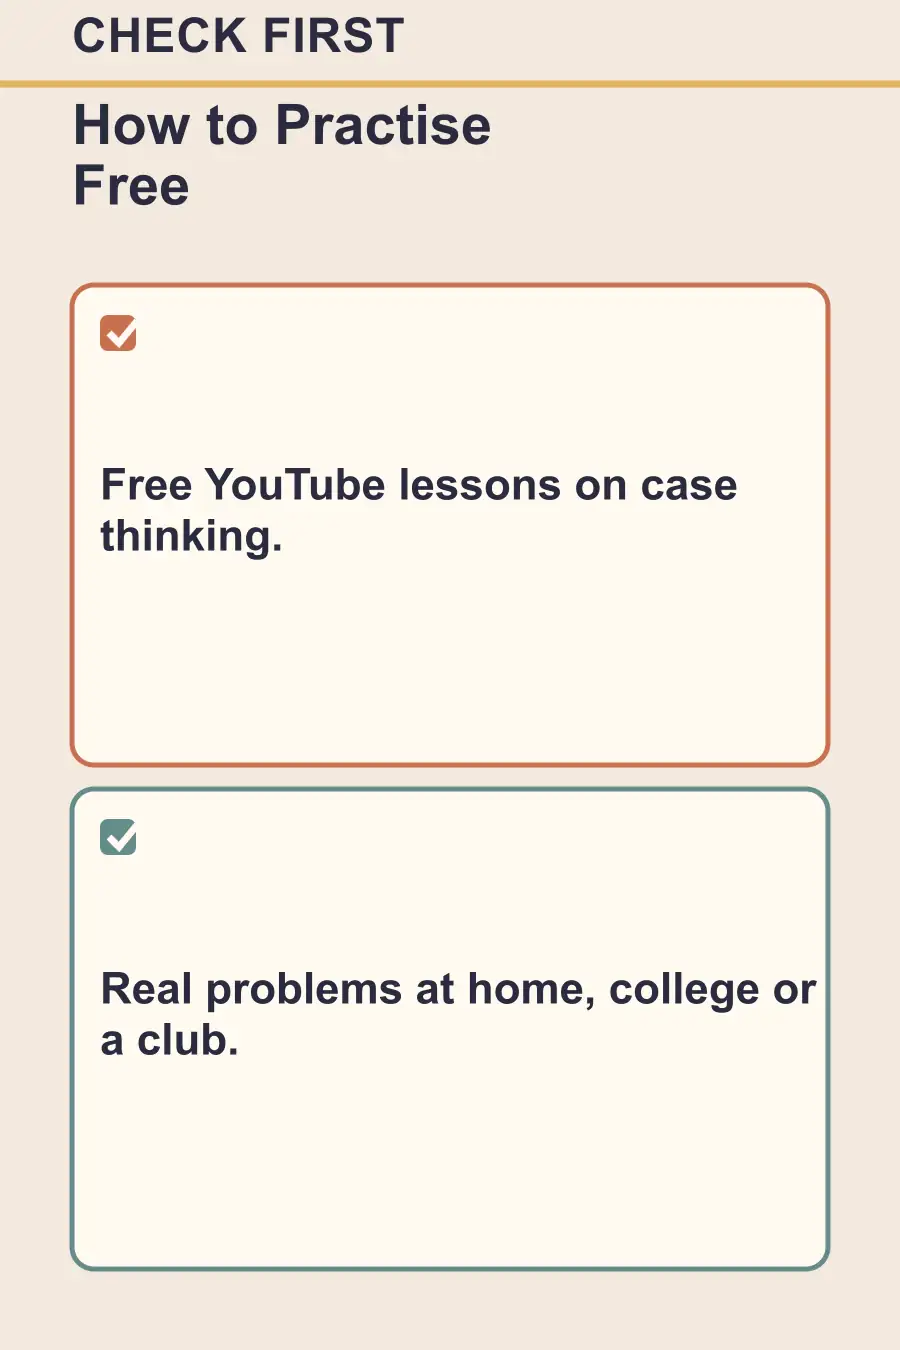 CHECK FIRST
How to Practise
Free
Free YouTube lessons on case
thinking.
Real problems at home, college or
a club.